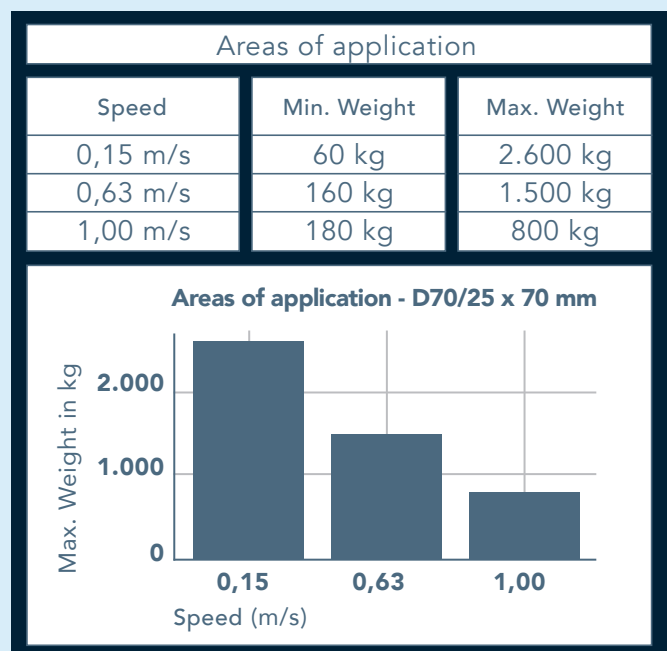 Areas of application
Speed Min. Weight Max. Weight
0,15 m/s 60 kg 2.600 kg
0,63 m/s 160 kg 1.500 kg
1,00 m/s 180 kg 800 kg
Areas of application - D70/25 x 70 mm
Max. Weight in kg
2.000
1.000
0
0,15 0,63 1,00
Speed (m/s)